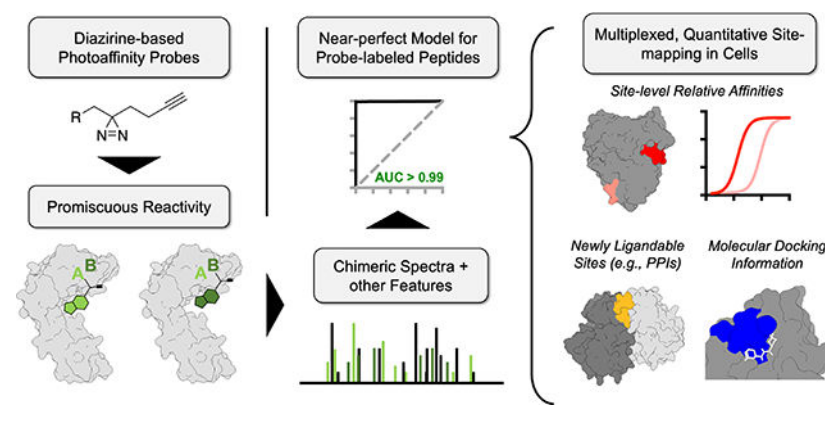 Diazirine-based
Photoaffinity Probes
R
N=N
Promiscuous Reactivity
A B
A B
Near-perfect Model for
Probe-labeled Peptides
AUC > 0.99
Chimeric Spectra +
other Features
Multiplexed, Quantitative Site-
mapping in Cells
Site-level Relative Affinities
Newly Ligandable
Sites (e.g., PPIs)
Molecular Docking
Information